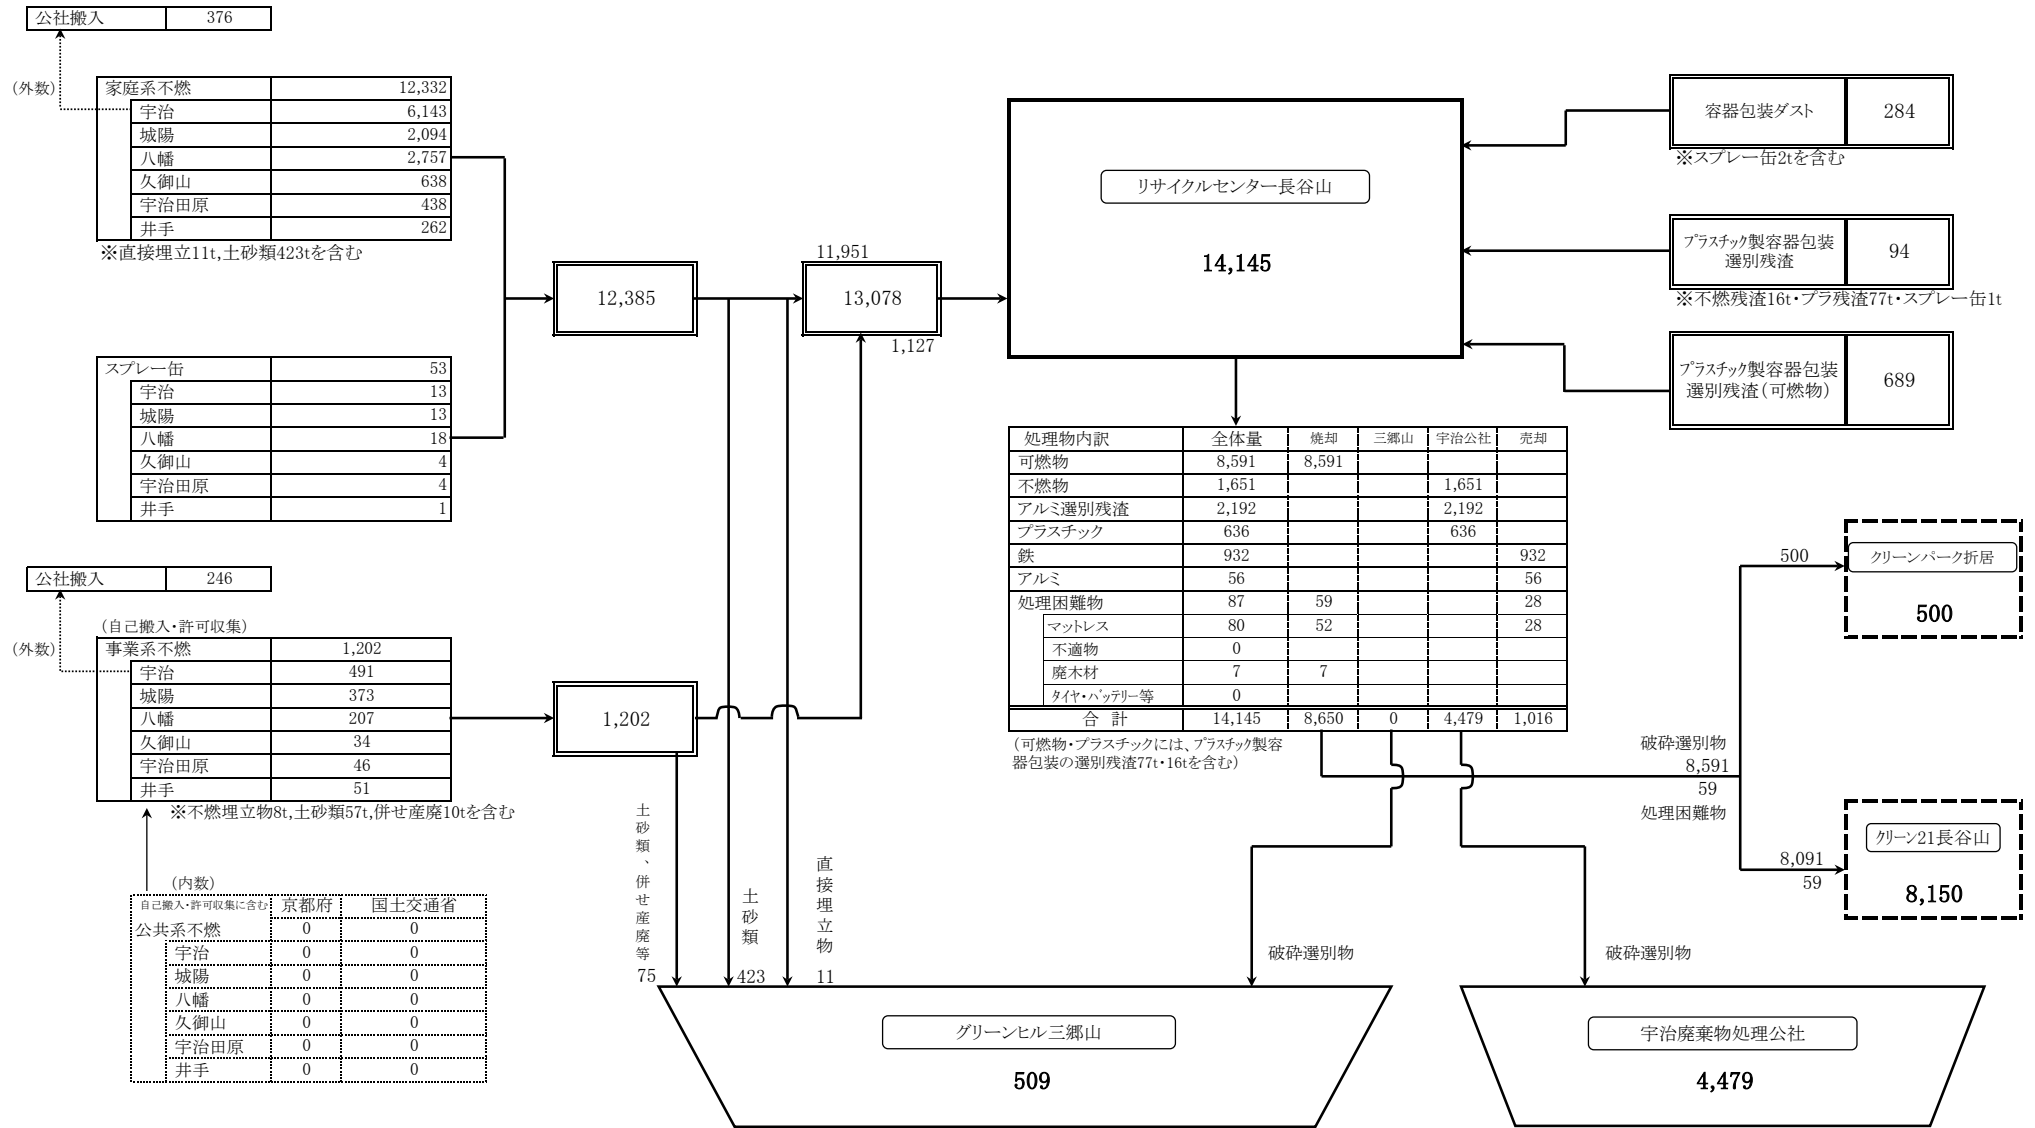 公社搬入 376
(外数)
家庭系不燃 12,332
宇治 6,143
城陽 2,094
八幡 2,757
久御山 638
宇治田原 438
井手 262
※直接埋立11t,土砂類423tを含む
スプレー缶 53
宇治 13
城陽 13
八幡 18
久御山 4
宇治田原 4
井手 1
公社搬入 246
(外数)
(自己搬入・許可収集)
事業系不燃 1,202
宇治 491
城陽 373
八幡 207
久御山 34
宇治田原 46
井手 51
※不燃埋立物8t,土砂類57t,併せ産廃10tを含む
(内数)
自己搬入・許可収集に含む 京都府 国土交通省
公共系不燃 0 0
宇治 0 0
城陽 0 0
八幡 0 0
久御山 0 0
宇治田原 0 0
井手 0 0
12,385
1,202
11,951
13,078
1,127
土砂類、併せ産廃等
75
土砂類
423
直接埋立物
11
リサイクルセンター長谷山
14,145
容器包装ダスト 284
※スプレー缶2tを含む
プラスチック製容器包装
選別残渣
94
※不燃残渣16t・プラ残渣77t・スプレー缶1t
プラスチック製容器包装
選別残渣(可燃物)
689
処理物内訳 全体量 焼却 三郷山 宇治公社 売却
可燃物 8,591 8,591
不燃物 1,651 1,651
アルミ選別残渣 2,192 2,192
プラスチック 636 636
鉄 932 932
アルミ 56 56
処理困難物 87 59 28
マットレス 80 52 28
不適物 0
廃木材 7 7
タイヤ・バッテリー等 0
合 計 14,145 8,650 0 4,479 1,016
(可燃物・プラスチックには、プラスチック製容
器包装の選別残渣77t・16tを含む)
破砕選別物
8,591
59
処理困難物
500
クリーンパーク折居
500
8,091
59
クリーン21長谷山
8,150
破砕選別物
破砕選別物
グリーンヒル三郷山
509
宇治廃棄物処理公社
4,479